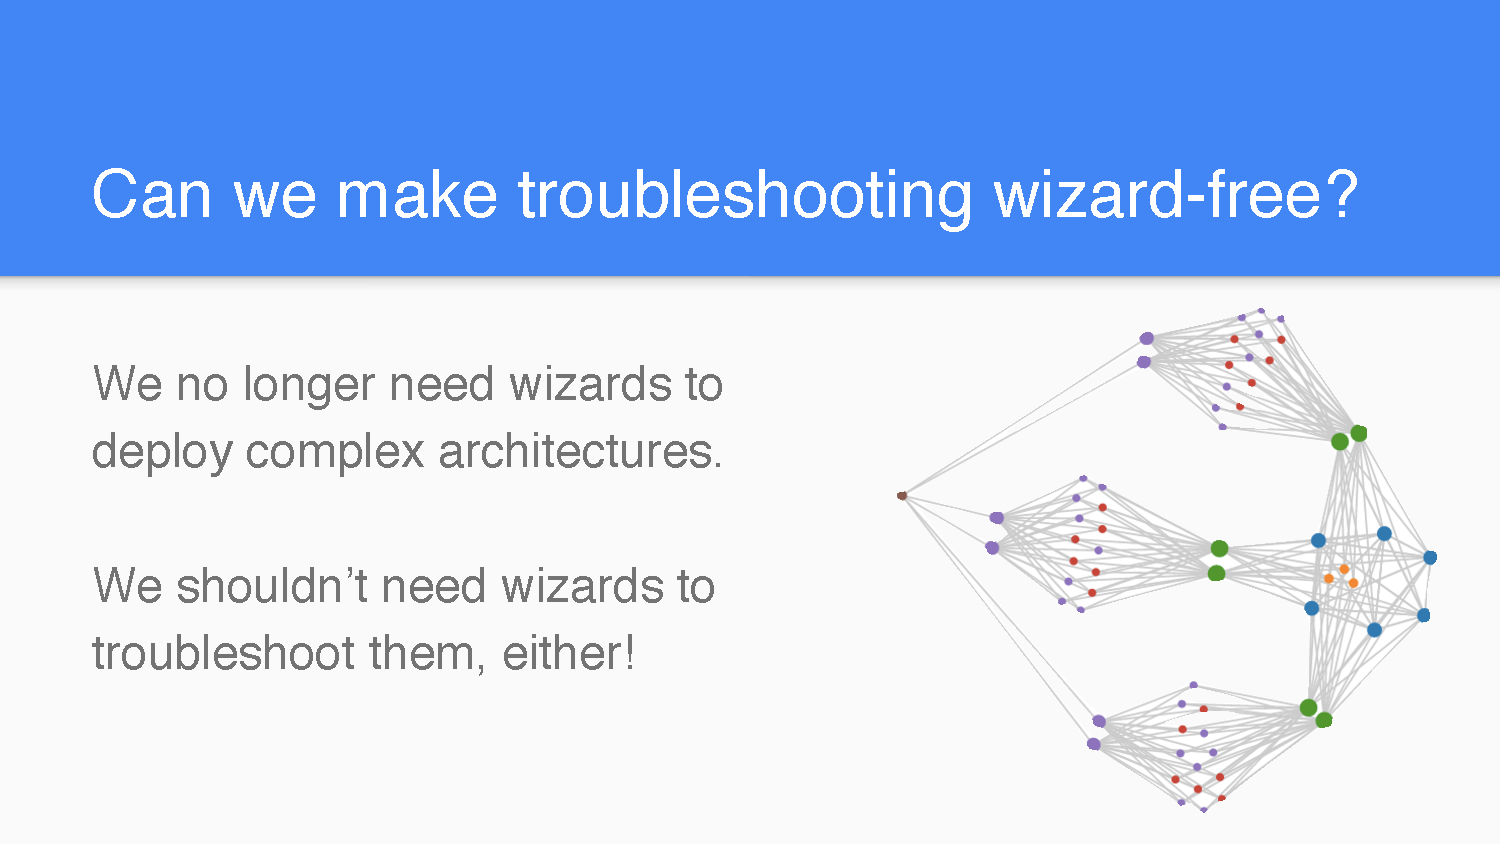 Can we make troubleshooting wizard-free?
We no longer need wizards to
deploy complex architectures.
We shouldn’t need wizards to
troubleshoot them, either!